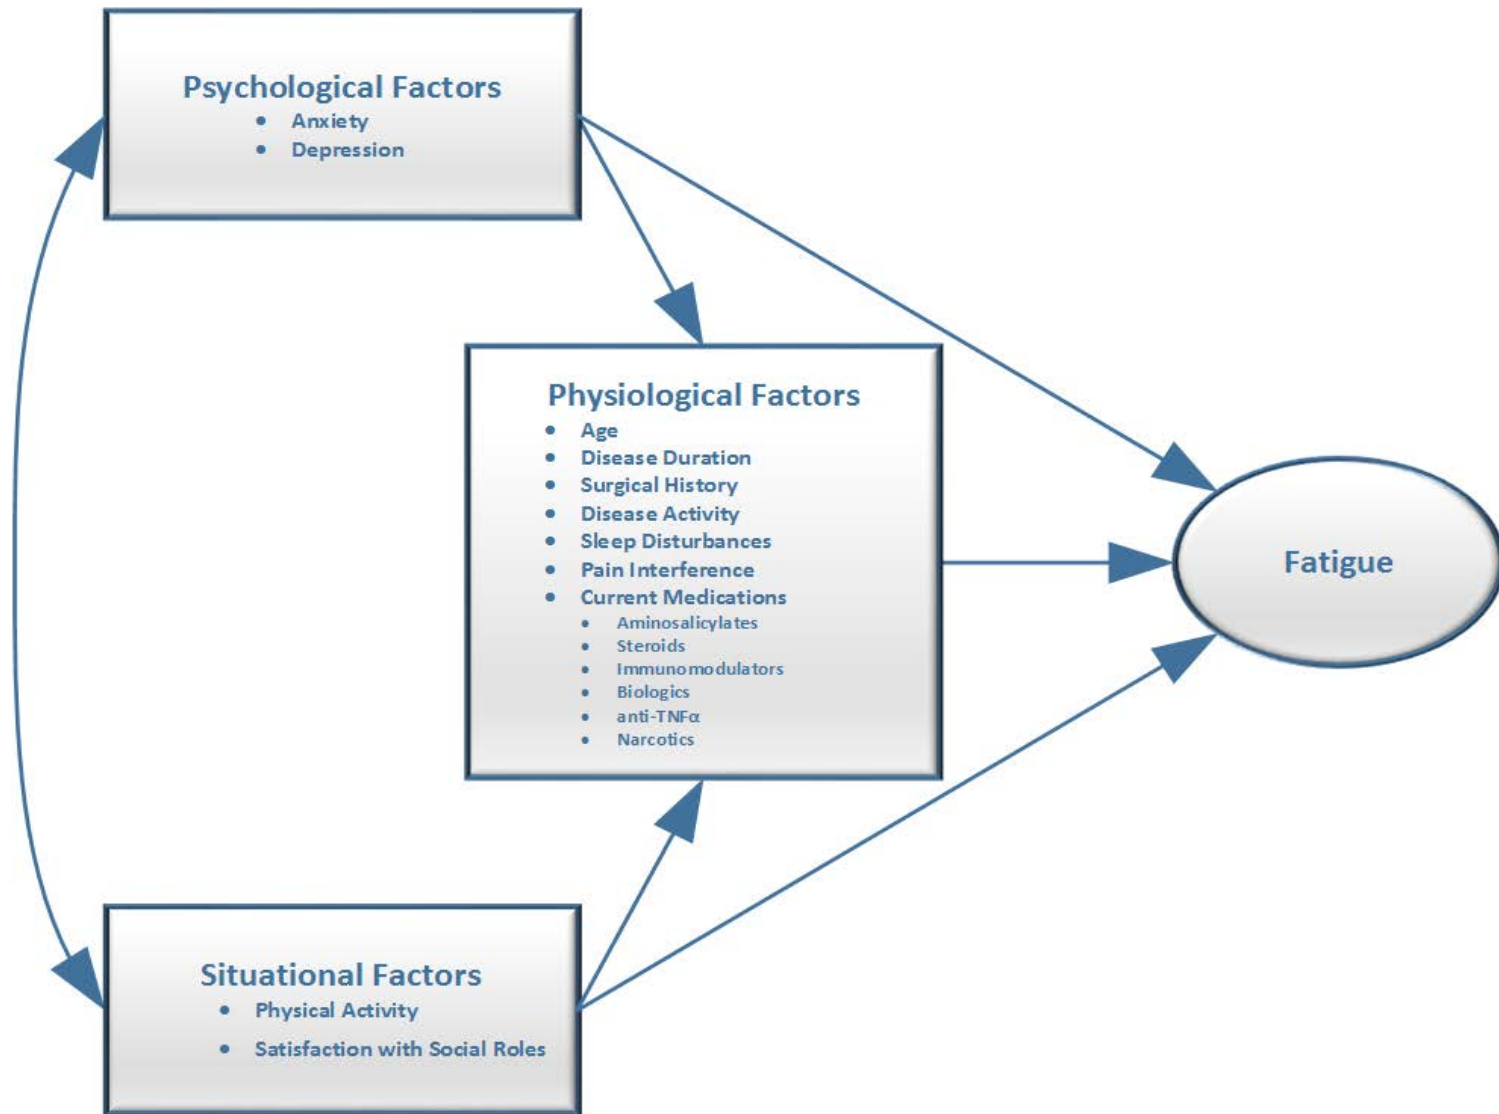 Psychological Factors
• Anxiety
• Depression
Physiological Factors
• Age
• Disease Duration
• Surgical History
• Disease Activity
• Sleep Disturbances
• Pain Interference
• Current Medications
• Aminosalicylates
• Steroids
• Immunomodulators
• Biologics
• anti-TNFα
• Narcotics
Fatigue
Situational Factors
• Physical Activity
• Satisfaction with Social Roles